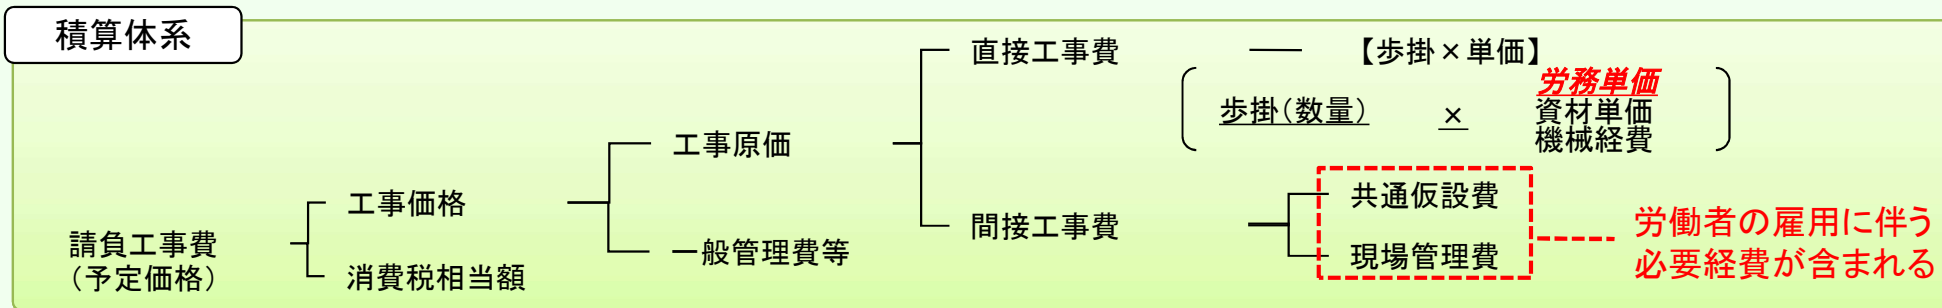 積算体系
直接工事費
【歩掛×単価】
歩掛(数量)
×
労務単価
資材単価
機械経費
工事原価
工事価格
共通仮設費
間接工事費
現場管理費
労働者の雇用に伴う
必要経費が含まれる
請負工事費
(予定価格)
一般管理費等
消費税相当額